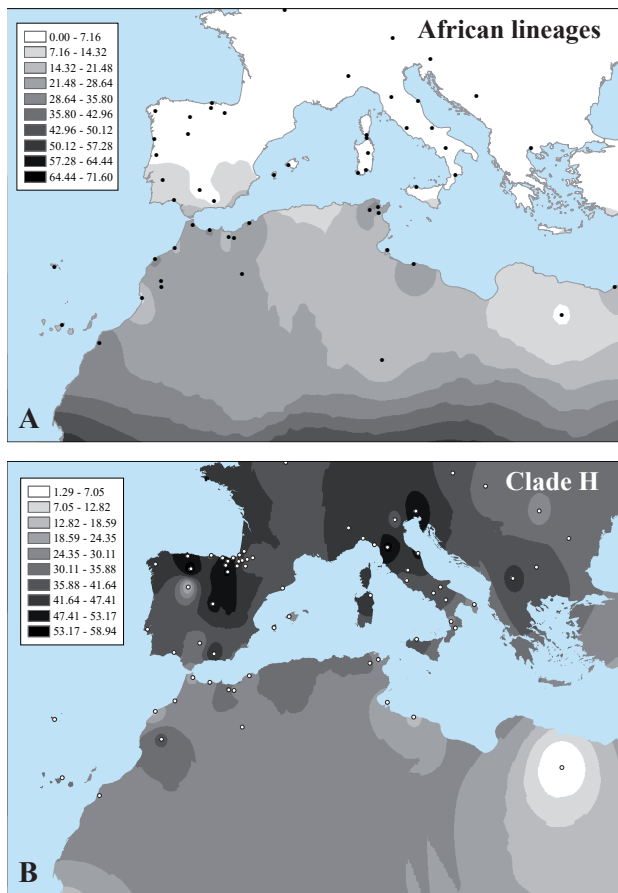 African lineages
0.00 - 7.16
7.16 - 14.32
14.32 - 21.48
21.48 - 28.64
28.64 - 35.80
35.80 - 42.96
42.96 - 50.12
50.12 - 57.28
57.28 - 64.44
64.44 - 71.60
A
Clade H
1.29 - 7.05
7.05 - 12.82
12.82 - 18.59
18.59 - 24.35
24.35 - 30.11
30.11 - 35.88
35.88 - 41.64
41.64 - 47.41
47.41 - 53.17
53.17 - 58.94
B